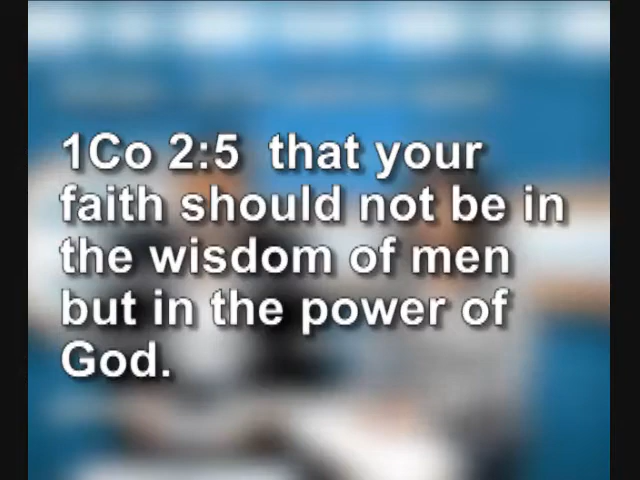 1Co 2:5  that your
faith should not be in
the wisdom of men
but in the power of
God.